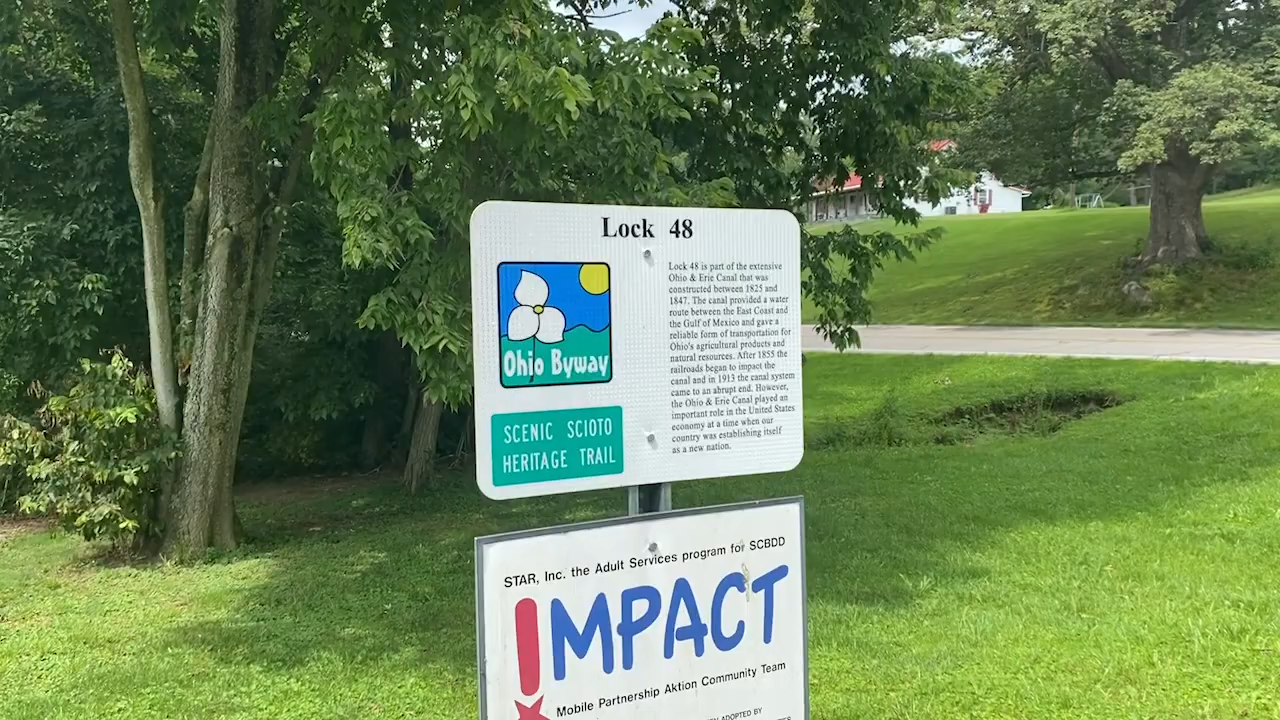 Lock 48
Ohio Byway
SCENIC SCIOTO
HERITAGE TRAIL
Lock 48 is part of the extensive
Ohio & Erie Canal that was
constructed between 1825 and
1847. The canal provided a water
route between the East Coast and
the Gulf of Mexico and gave a
reliable form of transportation for
Ohio's agricultural products and
natural resources. After 1855 the
railroads began to impact the
canal and in 1913 the canal system
came to an abrupt end. However,
the Ohio & Erie Canal played an
important role in the United States
economy at a time when our
country was establishing itself
as a new nation.
STAR, Inc. the Adult Services program for SCBDD
!MPACT
Mobile Partnership Aktion Community Team
ADOPTED BY